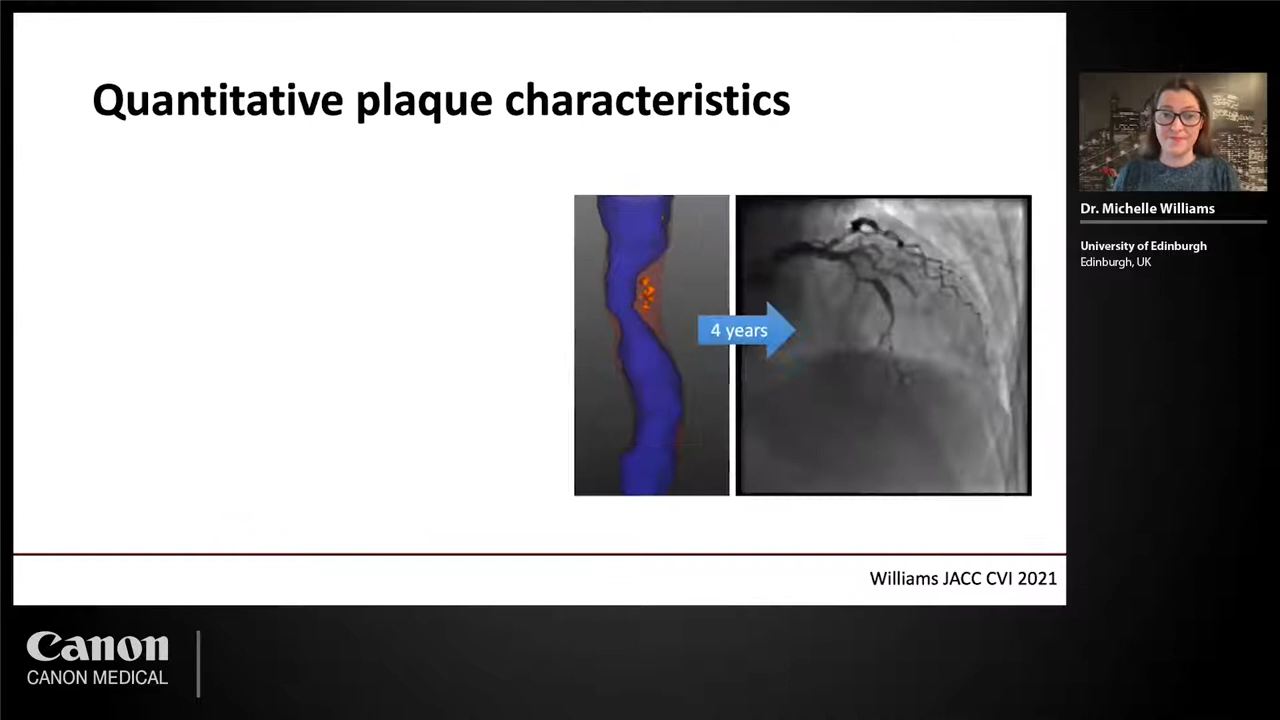 Quantitative plaque characteristics
4 years
Williams JACC CVI 2021
Dr. Michelle Williams
University of Edinburgh
Edinburgh, UK
Canon
CANON MEDICAL